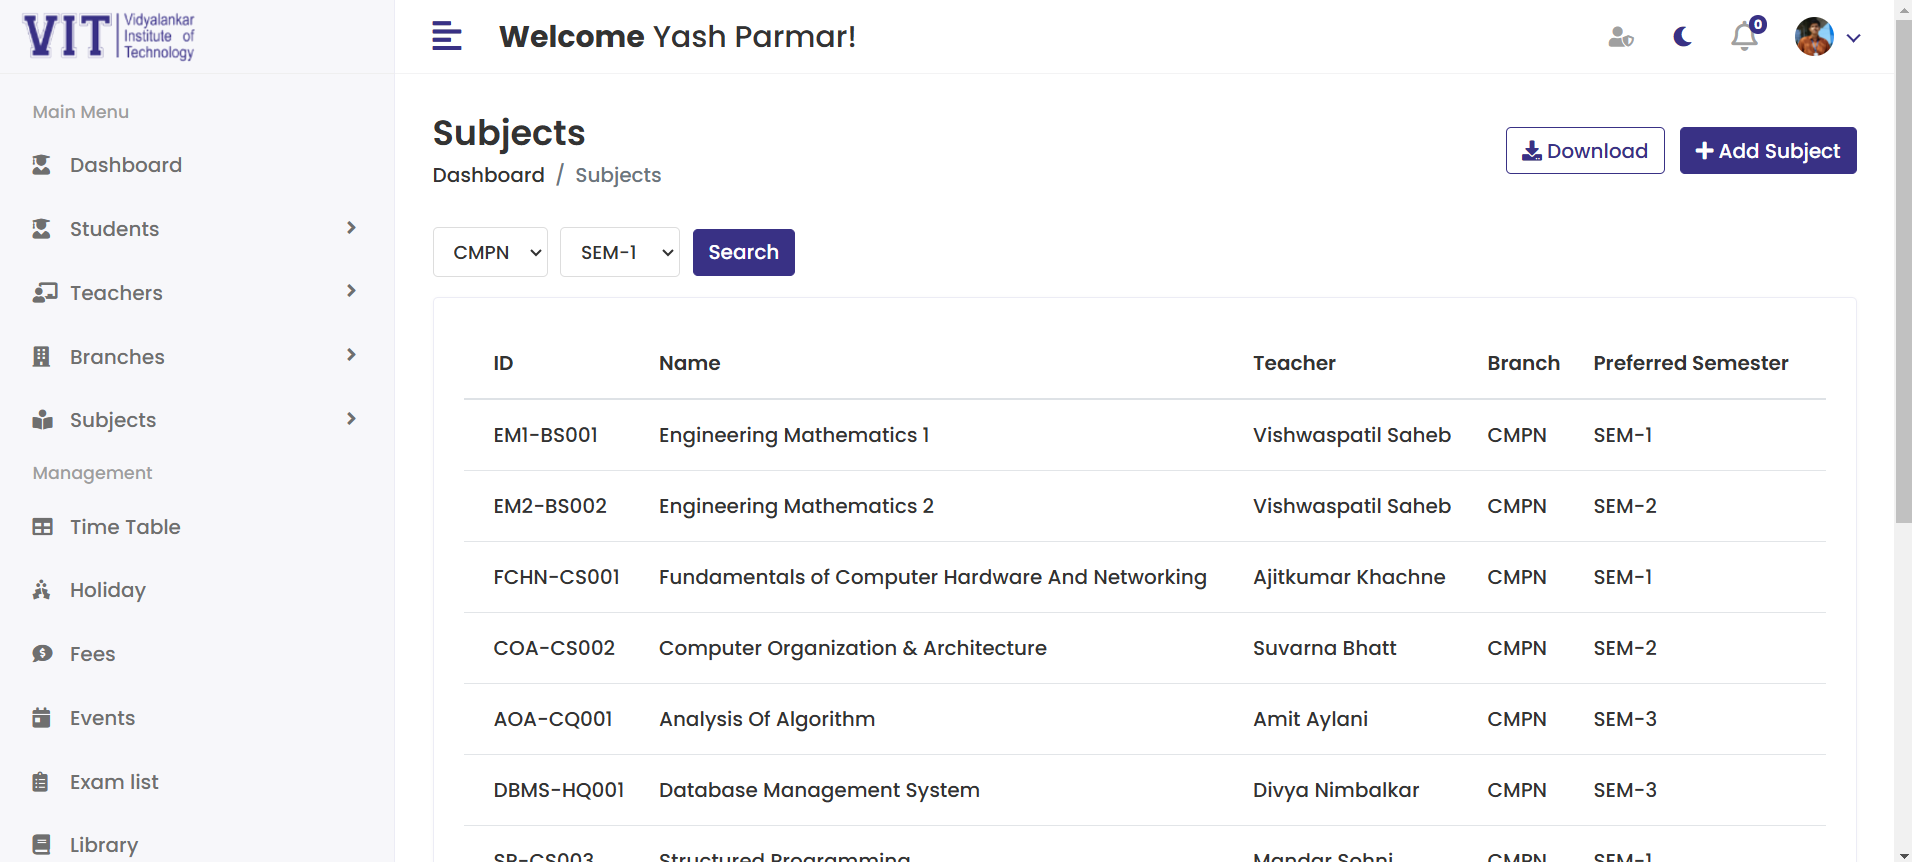 VIT Vidyalankar
Institute of
Technology
Welcome Yash Parmar!
0
Main Menu
Dashboard
Students
Teachers
Branches
Subjects
Management
Time Table
Holiday
Fees
Events
Exam list
Library
Subjects
Dashboard / Subjects
Download
Add Subject
CMPN SEM-1 Search
ID Name Teacher Branch Preferred Semester
EM1-BS001 Engineering Mathematics 1 Vishwaspatil Saheb CMPN SEM-1
EM2-BS002 Engineering Mathematics 2 Vishwaspatil Saheb CMPN SEM-2
FCHN-CS001 Fundamentals of Computer Hardware And Networking Ajitkumar Khachne CMPN SEM-1
COA-CS002 Computer Organization & Architecture Suvarna Bhatt CMPN SEM-2
AOA-CQ001 Analysis Of Algorithm Amit Aylani CMPN SEM-3
DBMS-HQ001 Database Management System Divya Nimbalkar CMPN SEM-3
SP-CS003 Structured Programming Mandar Sohni CMPN SEM-1